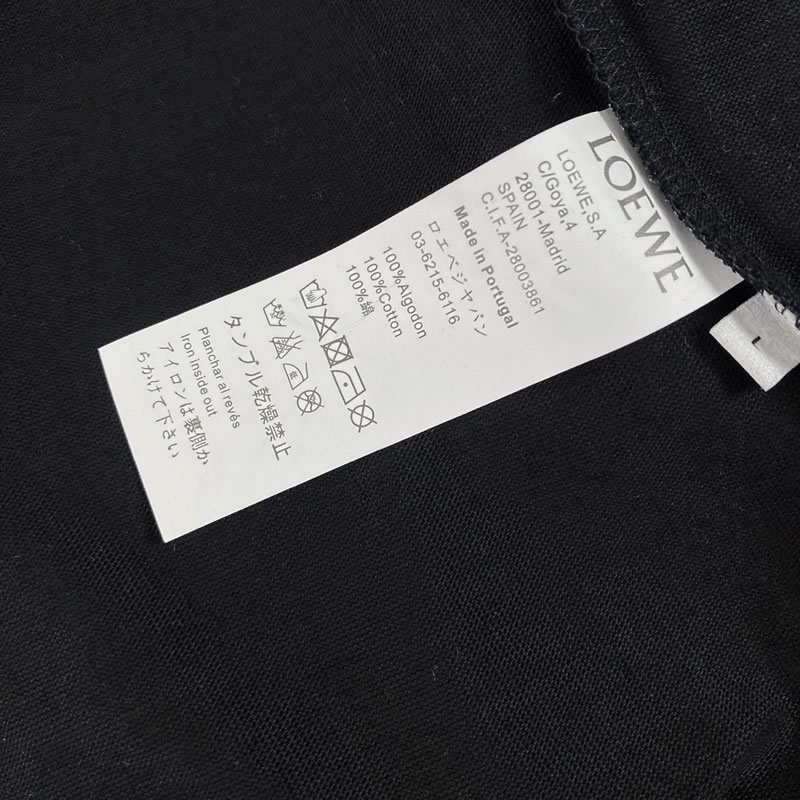 LOEWE
LOEWE,S.A
C/Goya,4
28001-Madrid
SPAIN
C.I.F.A-28003861
Made in Portugal
ロエベジャパン
03-6215-6116
100%Algodon
100%Cotton
100%綿
タンブル乾燥禁止
Planchar al revés
Iron inside out
アイロンは裏側か
らかけて下さい
L